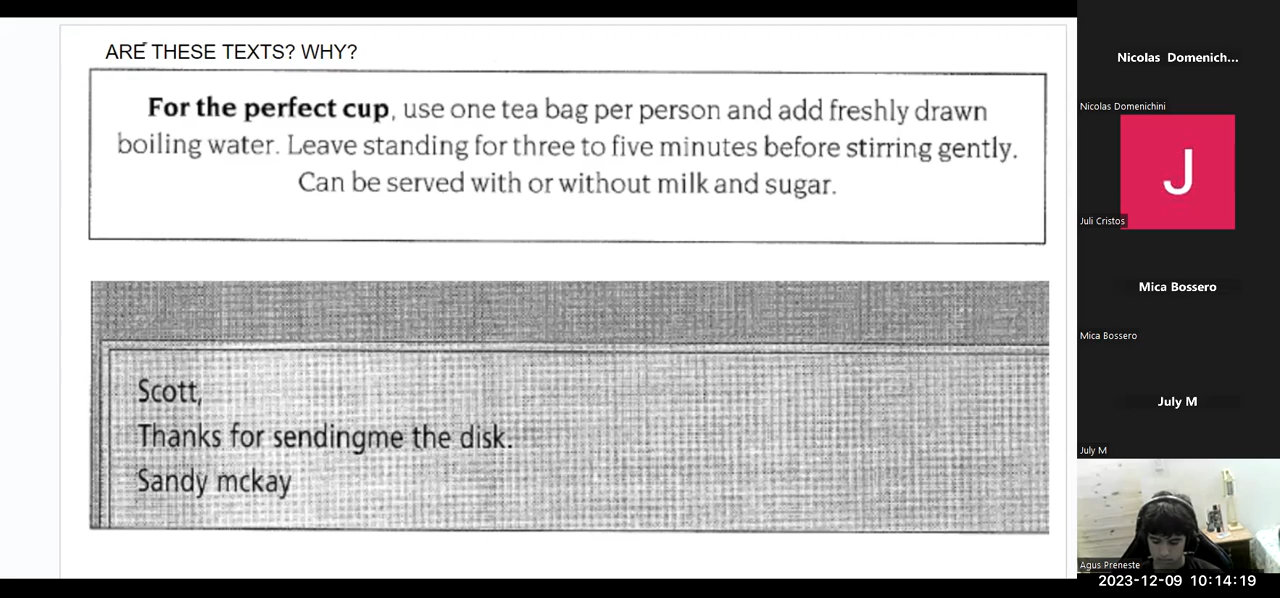 ARE THESE TEXTS? WHY?
For the perfect cup, use one tea bag per person and add freshly drawn
boiling water. Leave standing for three to five minutes before stirring gently.
Can be served with or without milk and sugar.
Scott,
Thanks for sendingme the disk.
Sandy mckay
Nicolas Domenich...
Nicolas Domenichini
J
Juli Cristos
Mica Bossero
Mica Bossero
July M
July M
Agus Preneste
2023-12-09 10:14:19